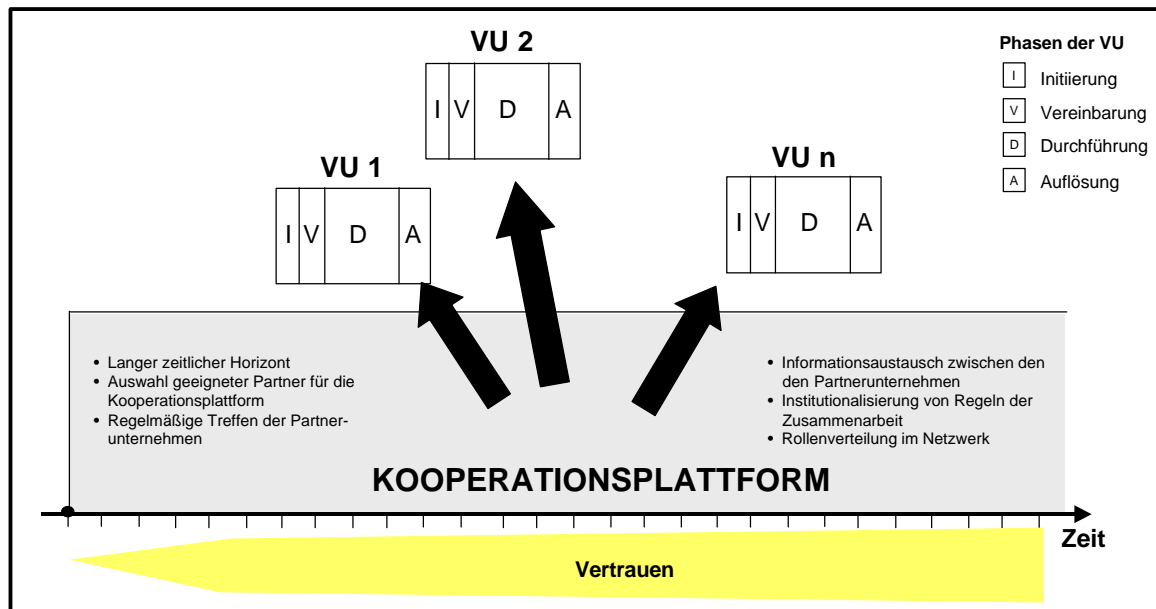 VU 2
Phasen der VU
I Initiierung
V Vereinbarung
D Durchführung
A Auflösung
I V D A
VU 1
I V D A
VU n
I V D A
• Langer zeitlicher Horizont
• Auswahl geeigneter Partner für die
Kooperationsplattform
• Regelmäßige Treffen der Partner-
unternehmen
• Informationsaustausch zwischen den
den Partnerunternehmen
• Institutionalisierung von Regeln der
Zusammenarbeit
• Rollenverteilung im Netzwerk
KOOPERATIONSPLATTFORM
Zeit
Vertrauen